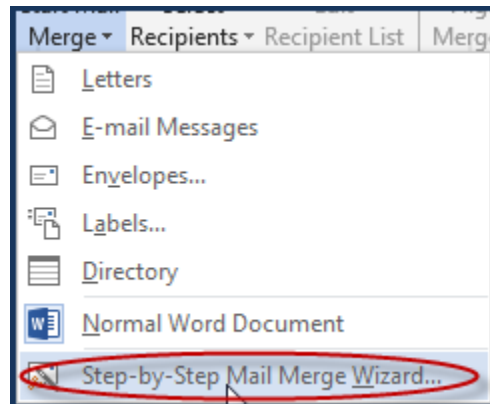 Merge Recipients Recipient List
Letters
E-mail Messages
Envelopes...
Labels...
Directory
Normal Word Document
Step-by-Step Mail Merge Wizard...